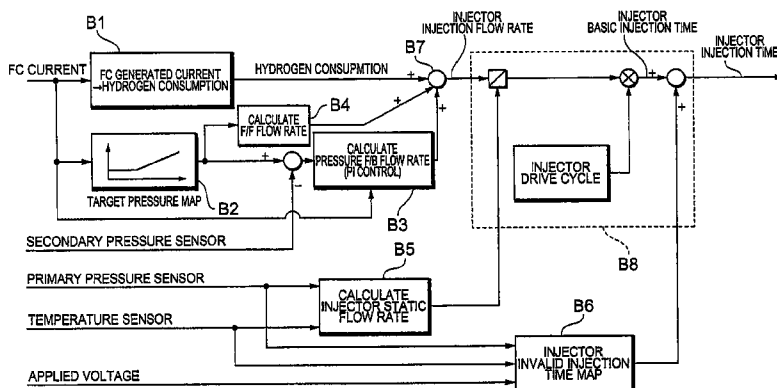 B1
FC CURRENT
FC GENERATED CURRENT
→HYDROGEN CONSUMPTION
HYDROGEN CONSUPMTION
B7
INJECTOR
INJECTION FLOW RATE
INJECTOR
BASIC INJECTION TIME
INJECTOR
INJECTION TIME
+
+
+
+
+
B4
CALCULATE
F/F FLOW RATE
TARGET PRESSURE MAP
B2
+
-
CALCULATE
PRESSURE F/B FLOW RATE
(PI CONTROL)
B3
INJECTOR
DRIVE CYCLE
B8
SECONDARY PRESSURE SENSOR
PRIMARY PRESSURE SENSOR
B5
CALCULATE
INJECTOR STATIC
FLOW RATE
TEMPERATURE SENSOR
B6
INJECTOR
INVALID INJECTION
TIME MAP
APPLIED VOLTAGE